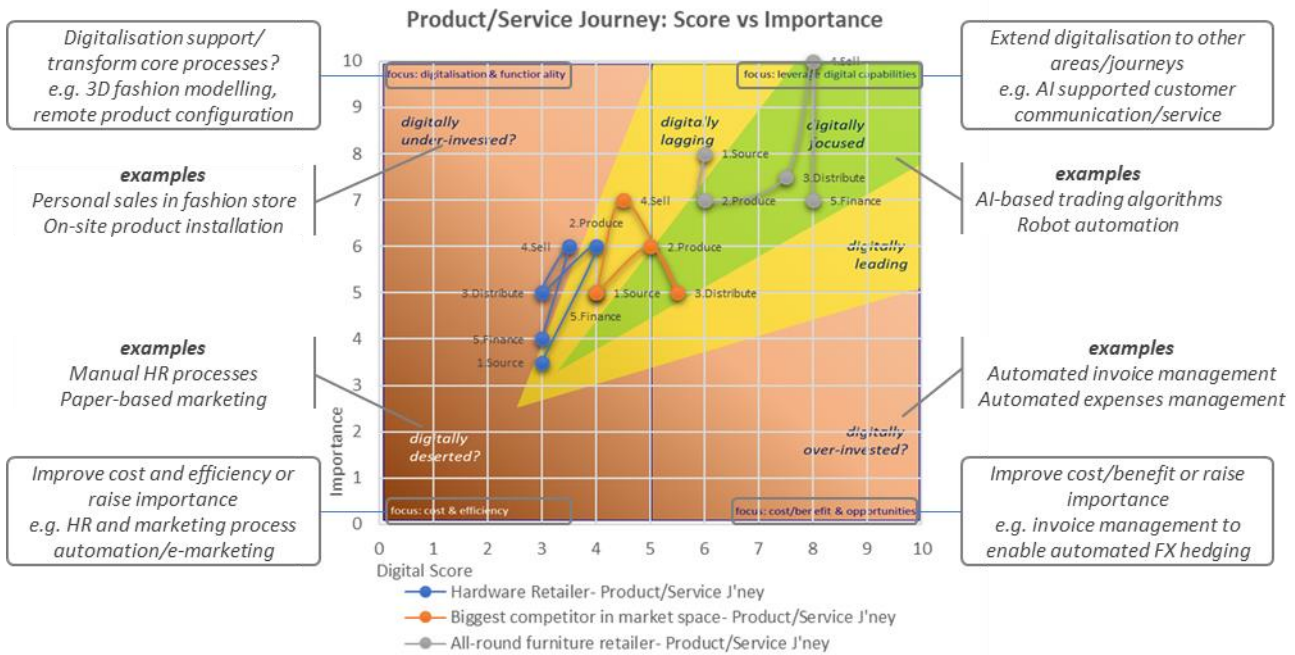 Product/Service Journey: Score vs Importance
Digitalisation support/
transform core processes?
e.g. 3D fashion modelling,
remote product configuration
examples
Personal sales in fashion store
On-site product installation
examples
Manual HR processes
Paper-based marketing
Improve cost and efficiency or
raise importance
e.g. HR and marketing process
automation/e-marketing
Importance
10
9
8
7
6
5
4
3
2
1
0
focus: digitalisation & functionality
focus: leverage digital capabilities
digitally
under-invested?
digitally
lagging
digitally
focused
digitally
leading
digitally
deserted?
digitally
over-invested?
focus: cost & efficiency
focus: cost/benefit & opportunities
4.Sell
1.Source
3.Distribute
2.Produce
5.Finance
4.Sell
2.Produce
4.Sell
2.Produce
3.Distribute
1.Source
3.Distribute
5.Finance
5.Finance
1.Source
0 1 2 3 4 5 6 7 8 9 10
Digital Score
Hardware Retailer- Product/Service J'ney
Biggest competitor in market space- Product/Service J'ney
All-round furniture retailer- Product/Service J'ney
Extend digitalisation to other
areas/journeys
e.g. AI supported customer
communication/service
examples
AI-based trading algorithms
Robot automation
examples
Automated invoice management
Automated expenses management
Improve cost/benefit or raise
importance
e.g. invoice management to
enable automated FX hedging